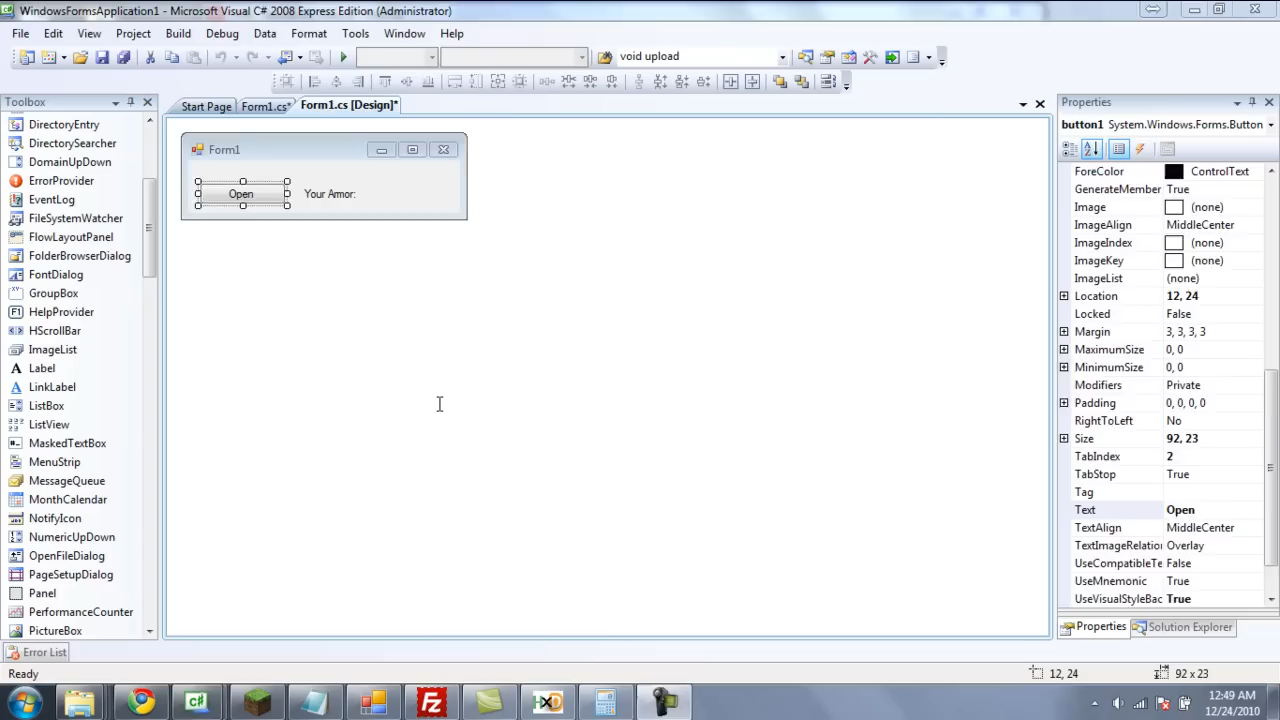 WindowsFormsApplication1 - Microsoft Visual C# 2008 Express Edition (Administrator)
File Edit View Project Build Debug Data Format Tools Window Help
void upload
Toolbox
Start Page Form1.cs* Form1.cs [Design]*
Properties
DirectoryEntry
DirectorySearcher
DomainUpDown
ErrorProvider
EventLog
FileSystemWatcher
FlowLayoutPanel
FolderBrowserDialog
FontDialog
GroupBox
HelpProvider
HScrollBar
ImageList
Label
LinkLabel
ListBox
ListView
MaskedTextBox
MenuStrip
MessageQueue
MonthCalendar
NotifyIcon
NumericUpDown
OpenFileDialog
PageSetupDialog
Panel
PerformanceCounter
PictureBox
Form1
Open Your Amor:
button1 System.Windows.Forms.Button
ForeColor ControlText
GenerateMember True
Image (none)
ImageAlign MiddleCenter
ImageIndex (none)
ImageKey (none)
ImageList (none)
Location 12, 24
Locked False
Margin 3, 3, 3, 3
MaximumSize 0, 0
MinimumSize 0, 0
Modifiers Private
Padding 0, 0, 0, 0
RightToLeft No
Size 92, 23
TabIndex 2
TabStop True
Tag
Text Open
TextAlign MiddleCenter
TextImageRelation Overlay
UseCompatibleTe False
UseMnemonic True
UseVisualStyleBac True
Properties Solution Explorer
Error List
Ready 12, 24 92 x 23
12:49 AM
12/24/2010